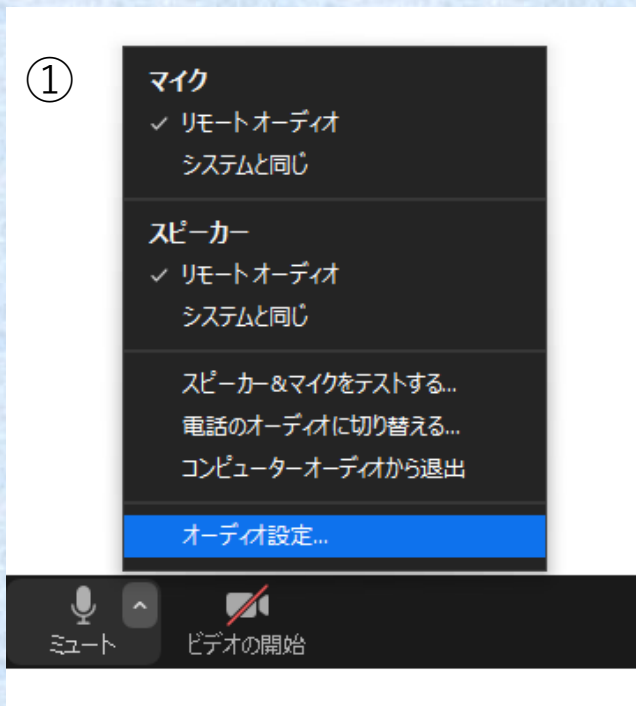 ①
マイク
リモート オーディオ
システムと同じ
スピーカー
リモート オーディオ
システムと同じ
スピーカー&マイクをテストする...
電話のオーディオに切り替える...
コンピューターオーディオから退出
オーディオ設定...
ミュート
ビデオの開始